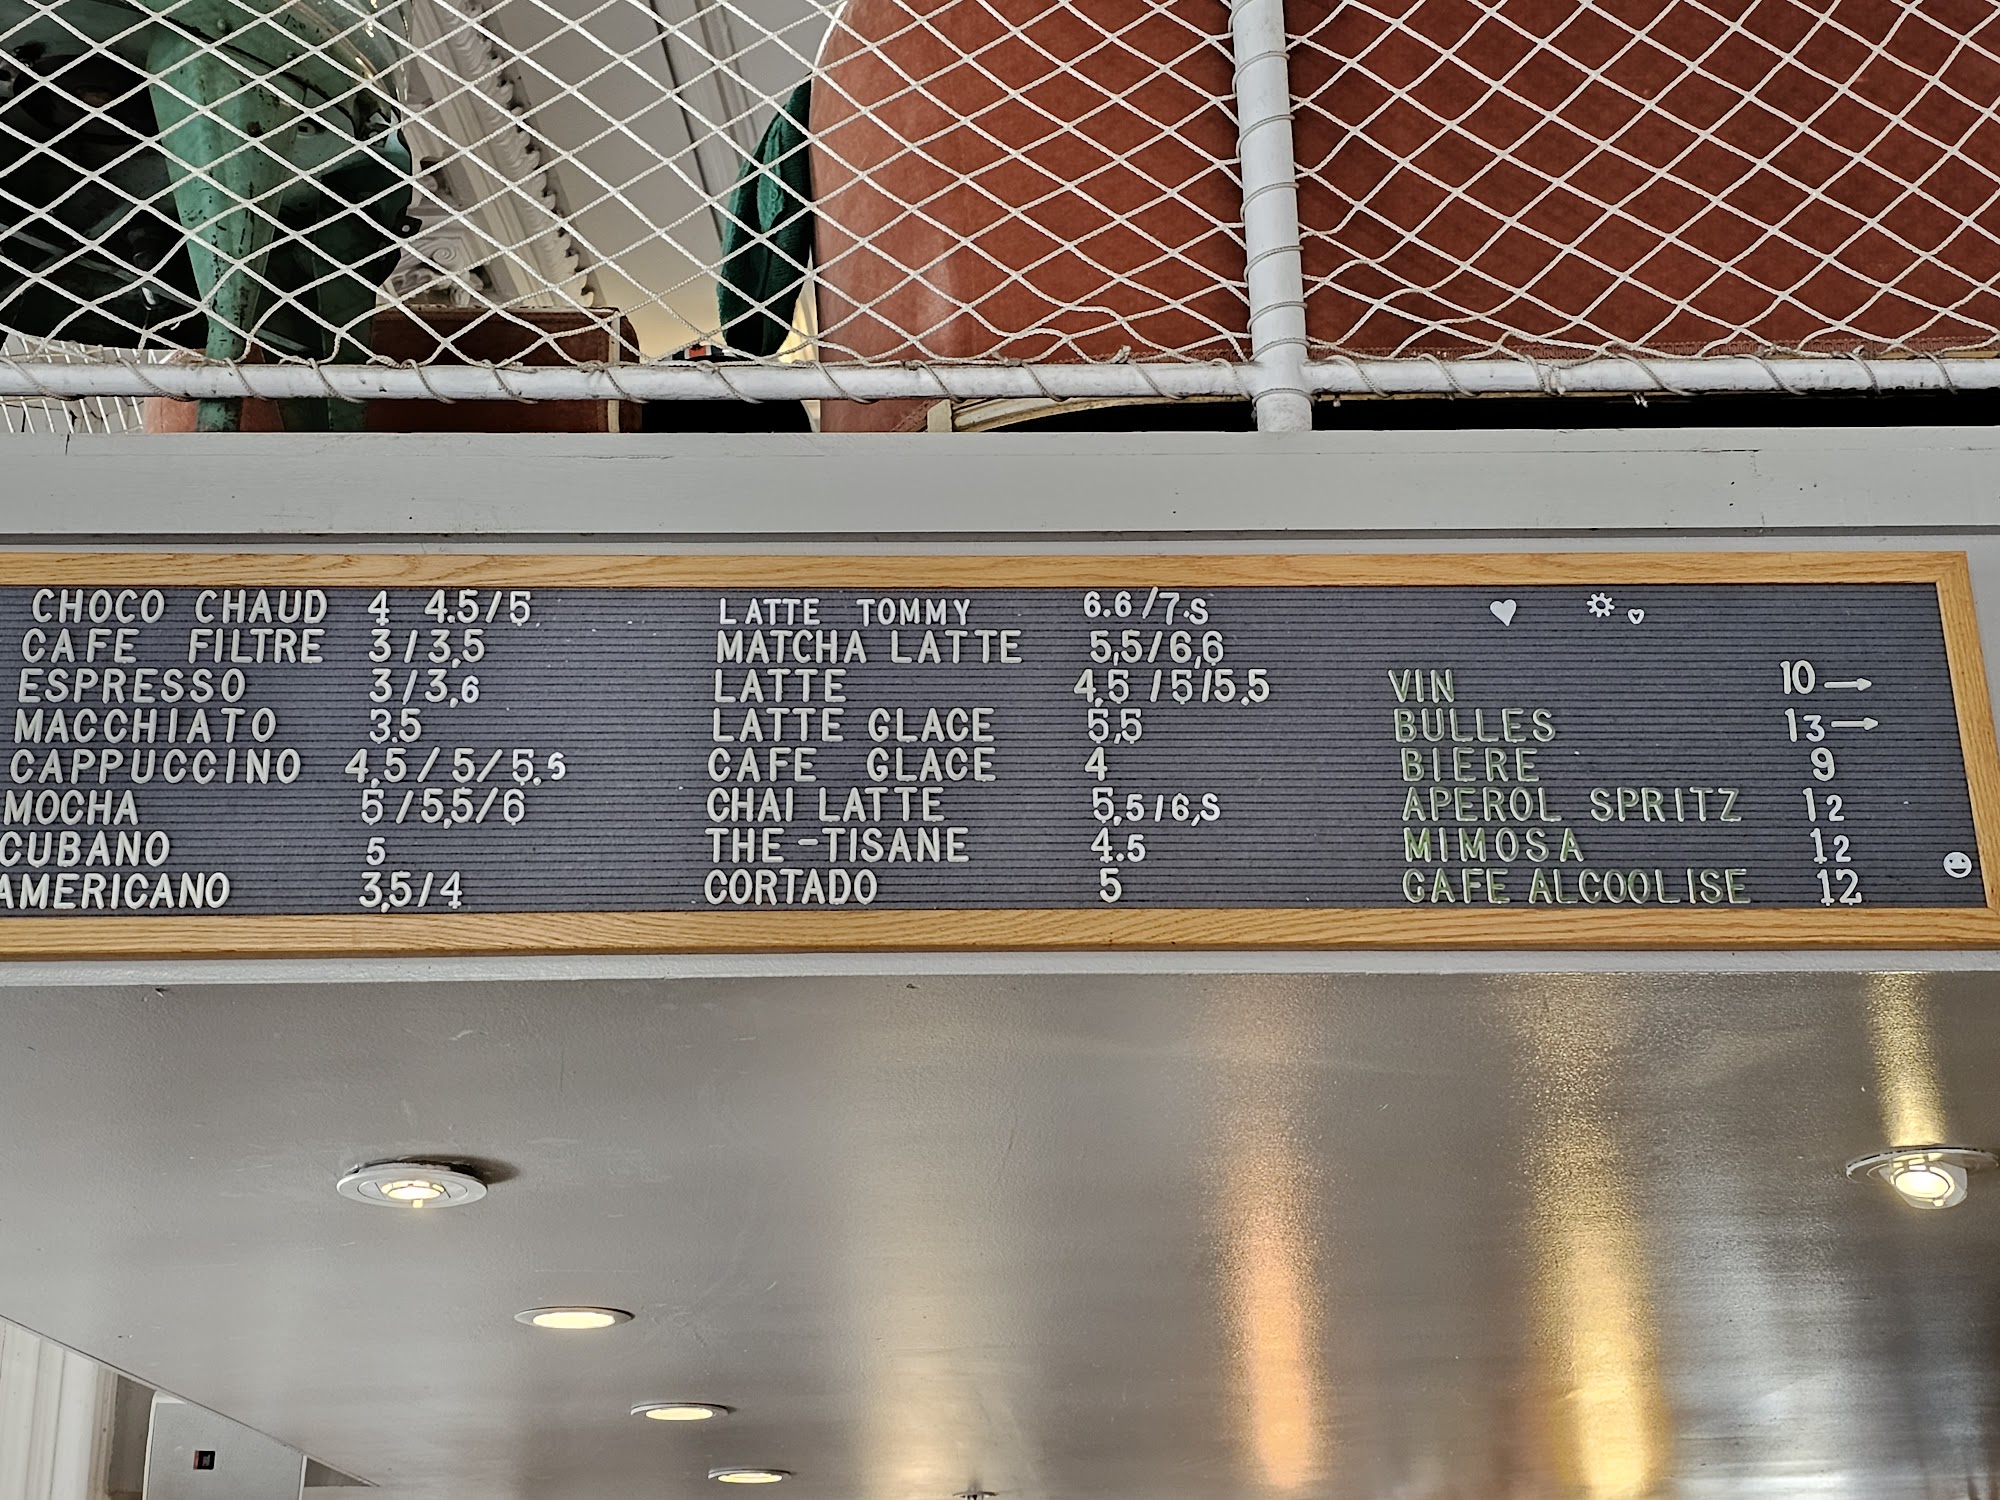 CHOCO CHAUD 4 4.5/5
CAFE FILTRE 3/3,5
ESPRESSO 3/3,6
MACCHIATO 3.5
CAPPUCCINO 4,5/5/5.s
MOCHA 5/5,5/6
CUBANO 5
AMERICANO 3,5/4
LATTE TOMMY 6.6/7.s
MATCHA LATTE 5,5/6,6
LATTE 4,5/5/5.5
LATTE GLACE 5,5
CAFE GLACE 4
CHAI LATTE 5,5/6,S
THE-TISANE 4.5
CORTADO 5
VIN 10→
BULLES 13→
BIERE 9
APEROL SPRITZ 12
MIMOSA 12
CAFE ALCOOLISE 12